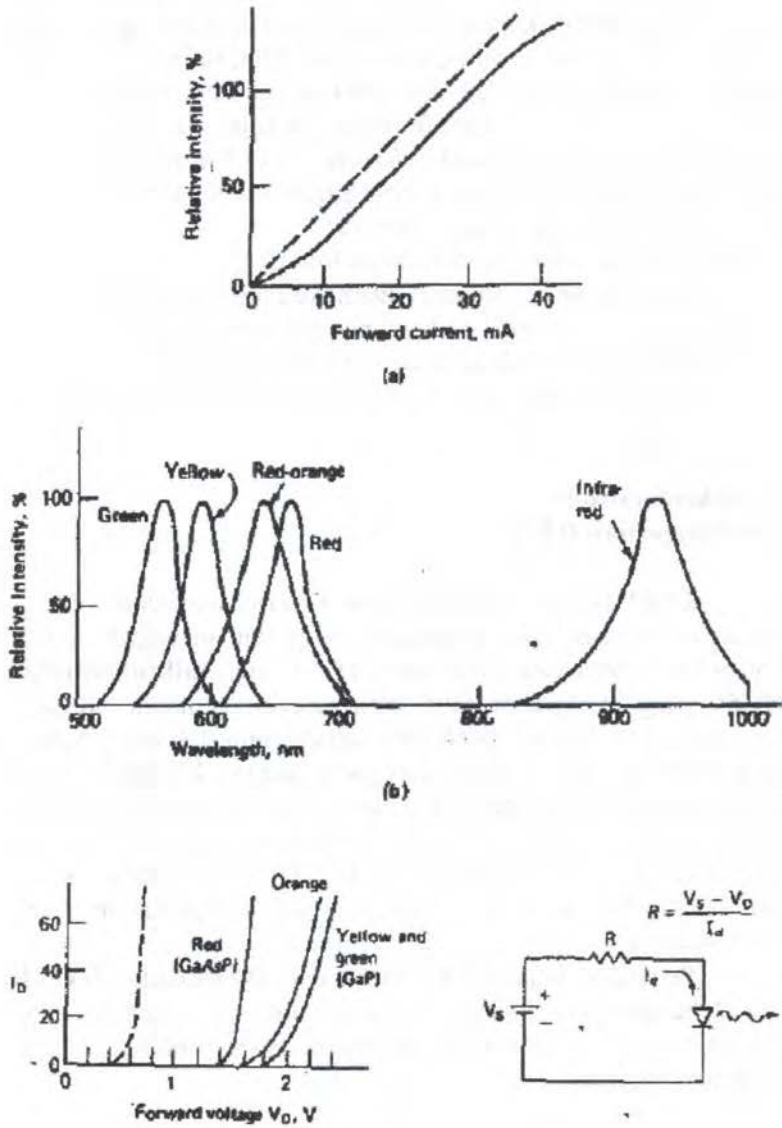 Relative intensity, %
100
50
0
0 10 20 30 40
Forward current, mA
(a)
Relative Intensity, %
100
50
0
Green
Yellow
Red-orange
Red
Infra-
red
500 600 700 800 900 1000
Wavelength, nm
(b)
I_D
60
40
20
0
0 1 2
Red
(GaAsP)
Orange
Yellow and
green
(GaP)
Forward voltage V_D, V
R = (V_S - V_D) / I_d
R
V_S
+
−